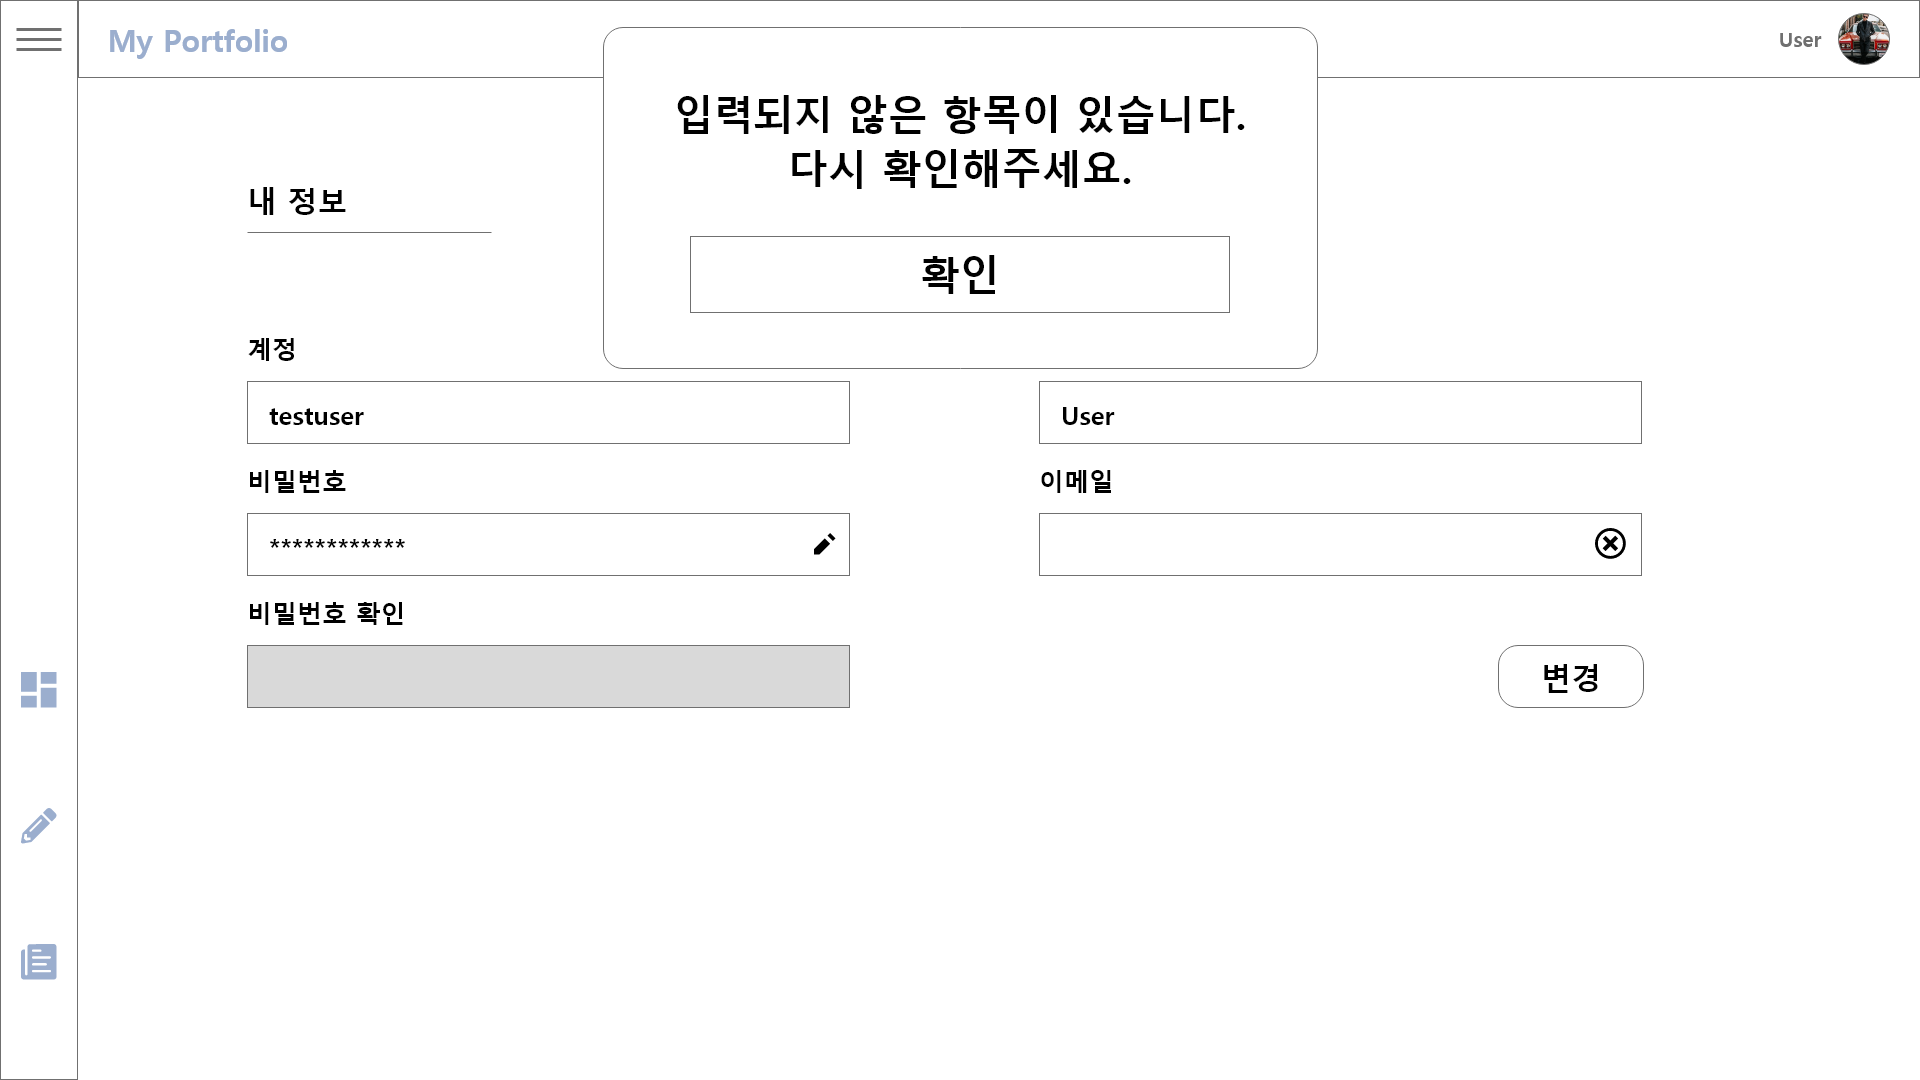 My Portfolio
User
입력되지 않은 항목이 있습니다.
다시 확인해주세요.
확인
내 정보
계정
testuser
User
비밀번호
************
이메일
비밀번호 확인
변경